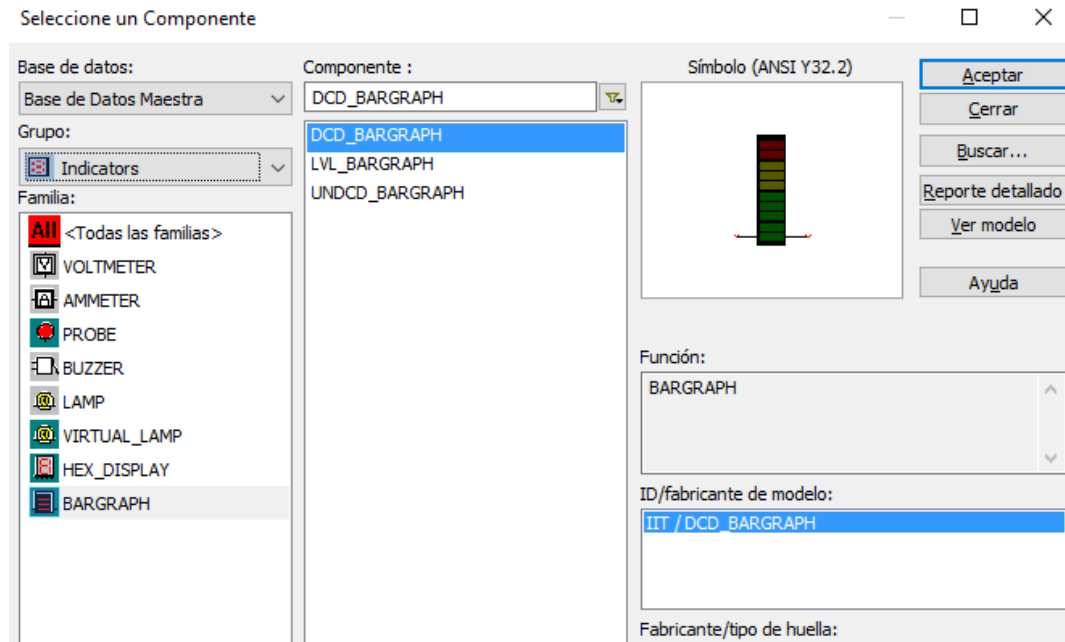 Seleccione un Componente
Base de datos:
Base de Datos Maestra
Grupo:
Indicators
Familia:
All <Todas las familias>
VOLTMETER
A AMMETER
PROBE
BUZZER
LAMP
VIRTUAL_LAMP
HEX_DISPLAY
BARGRAPH
Componente :
DCD_BARGRAPH
DCD_BARGRAPH
LVL_BARGRAPH
UNDCD_BARGRAPH
Símbolo (ANSI Y32.2)
Función:
BARGRAPH
ID/fabricante de modelo:
IIT / DCD_BARGRAPH
Fabricante/tipo de huella:
Aceptar
Cerrar
Buscar...
Reporte detallado
Ver modelo
Ayuda